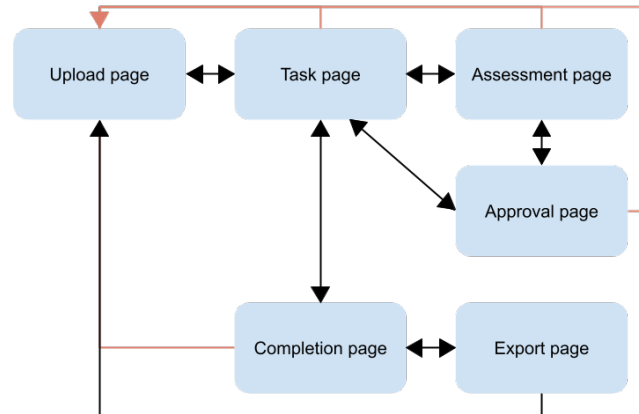 Upload page
Task page
Assessment page
Approval page
Completion page
Export page